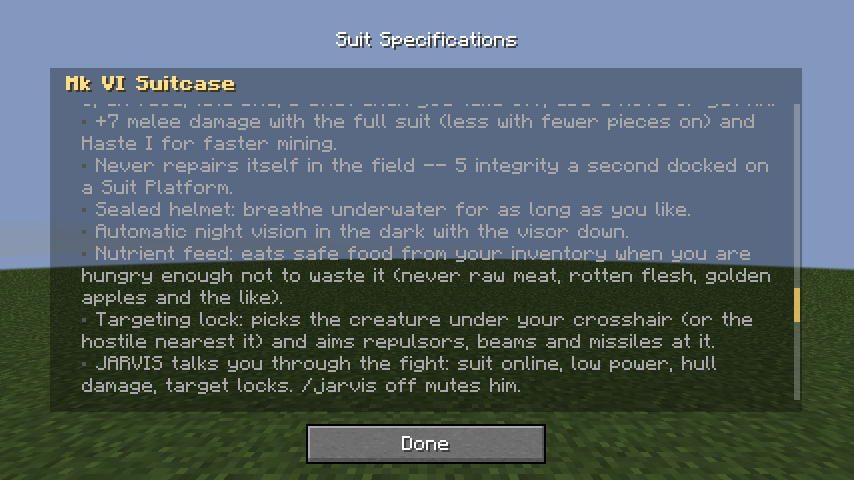 Suit Specifications
Mk VI Suitcase
▪ +7 melee damage with the full suit (less with fewer pieces on) and
Haste I for faster mining.
▪ Never repairs itself in the field -- 5 integrity a second docked on
a Suit Platform.
▪ Sealed helmet: breathe underwater for as long as you like.
▪ Automatic night vision in the dark with the visor down.
▪ Nutrient feed: eats safe food from your inventory when you are
hungry enough not to waste it (never raw meat, rotten flesh, golden
apples and the like).
▪ Targeting lock: picks the creature under your crosshair (or the
hostile nearest it) and aims repulsors, beams and missiles at it.
▪ JARVIS talks you through the fight: suit online, low power, hull
damage, target locks. /jarvis off mutes him.
Done